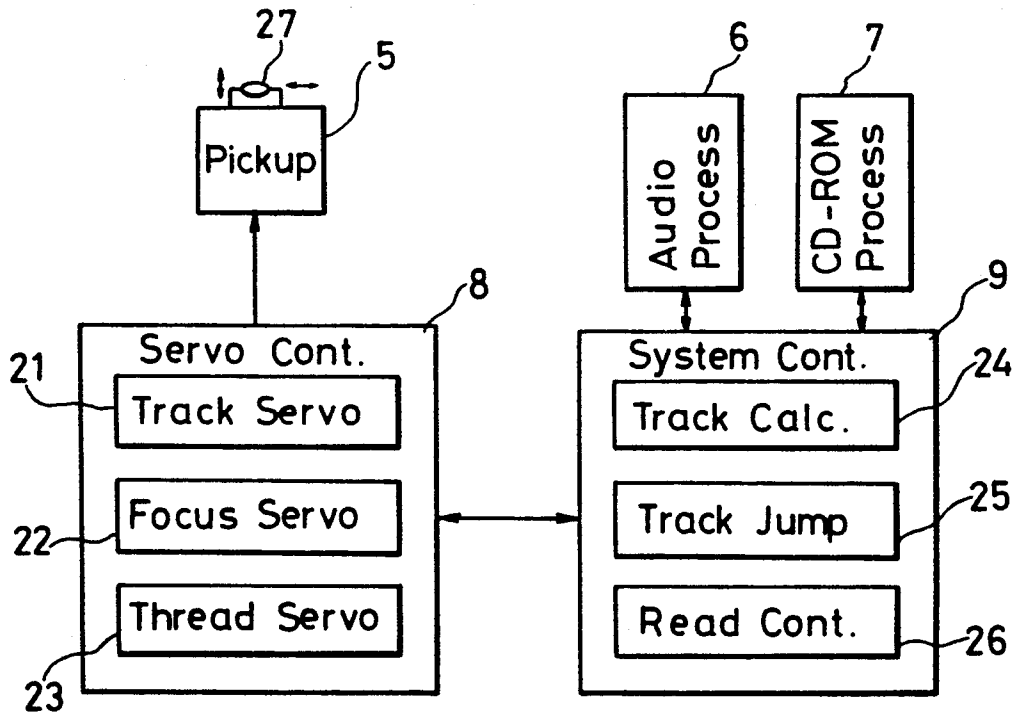 27
5
6
7
Pickup
Audio
Process
CD-ROM
Process
8
9
Servo Cont.
System Cont.
21
Track Servo
Track Calc.
24
22
Focus Servo
Track Jump
25
23
Thread Servo
Read Cont.
26